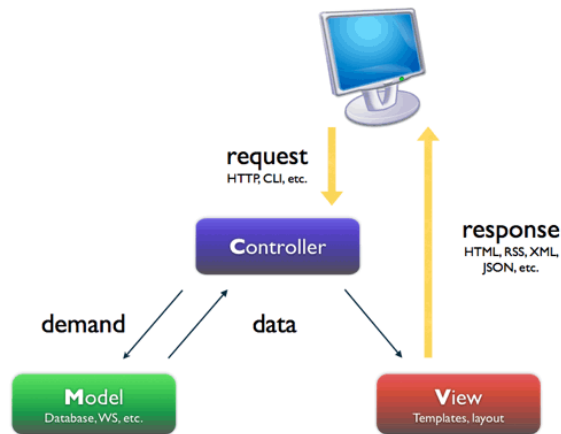 request
HTTP, CLI, etc.
response
HTML, RSS, XML,
JSON, etc.
Controller
demand
data
Model
Database, WS, etc.
View
Templates, layout